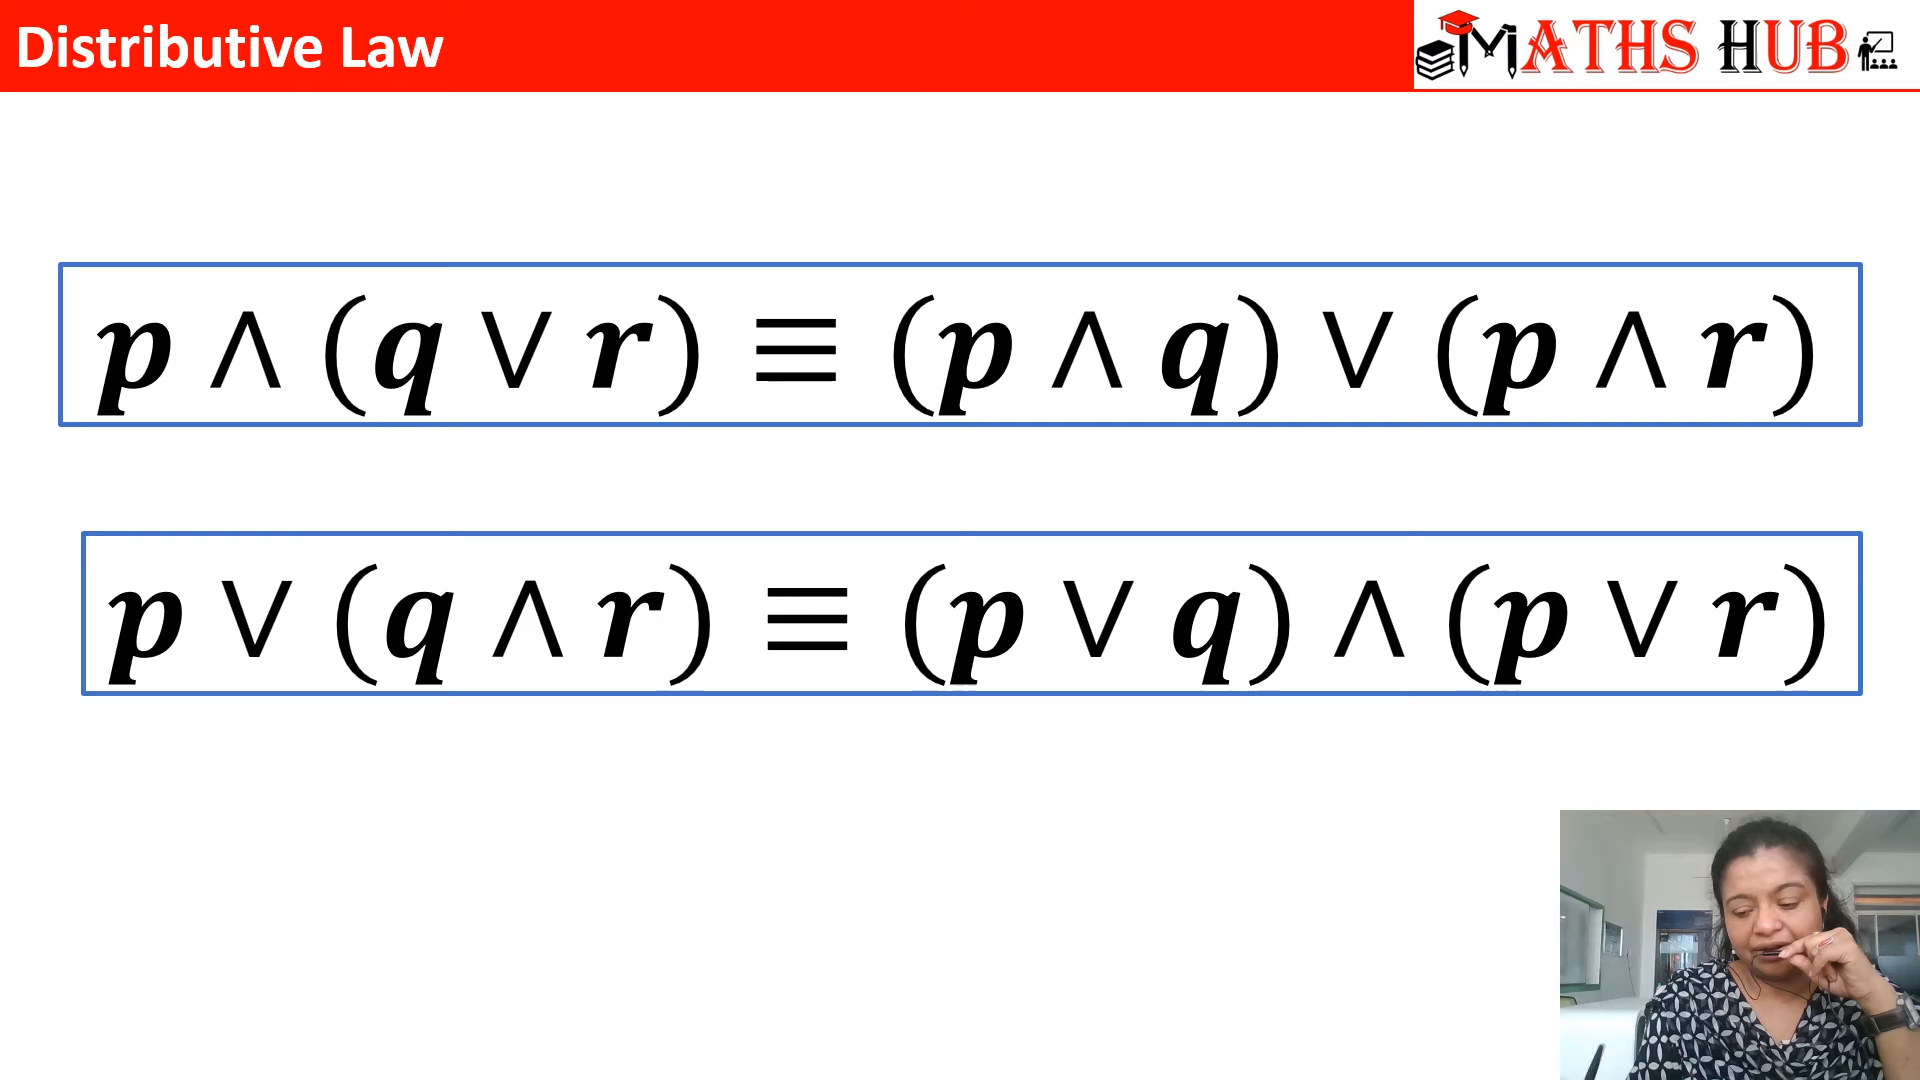 Distributive Law
MATHS HUB
p ∧ (q ∨ r) ≡ (p ∧ q) ∨ (p ∧ r)
p ∨ (q ∧ r) ≡ (p ∨ q) ∧ (p ∨ r)